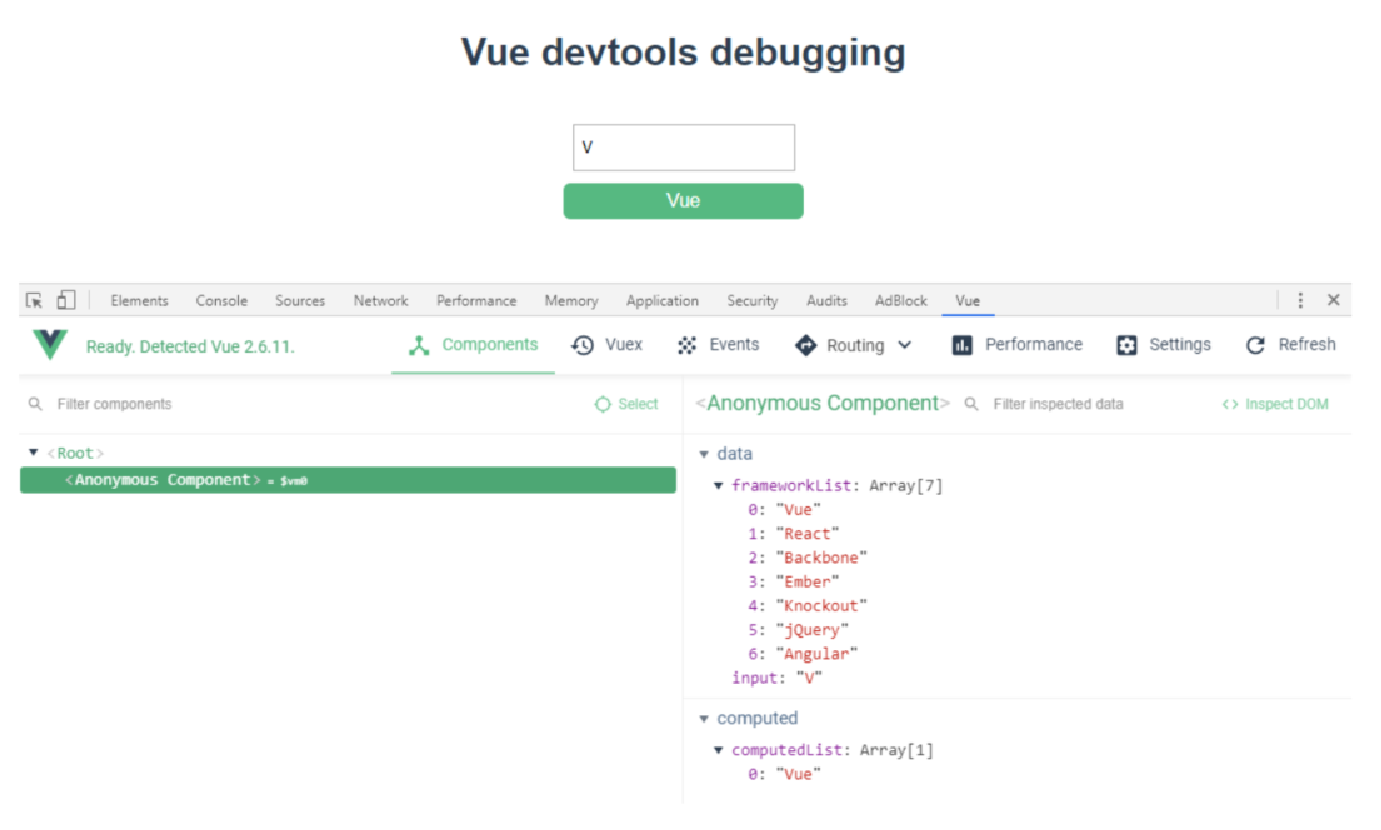 Vue devtools debugging
V
Vue
Elements Console Sources Network Performance Memory Application Security Audits AdBlock Vue
Ready. Detected Vue 2.6.11. Components Vuex Events Routing Performance Settings Refresh
Filter components Select <Anonymous Component> Filter inspected data <> Inspect DOM
<Root>
<Anonymous Component> = $vm0
data
frameworkList: Array[7]
0: "Vue"
1: "React"
2: "Backbone"
3: "Ember"
4: "Knockout"
5: "jQuery"
6: "Angular"
input: "V"
computed
computedList: Array[1]
0: "Vue"